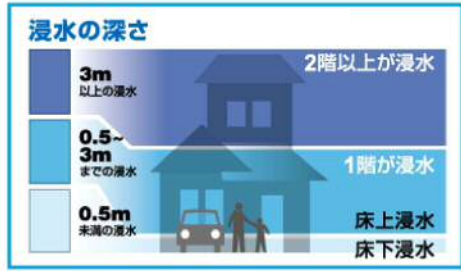 浸水の深さ
3m
以上の浸水
2階以上が浸水
0.5~
3m
までの浸水
1階が浸水
0.5m
未満の浸水
床上浸水
床下浸水